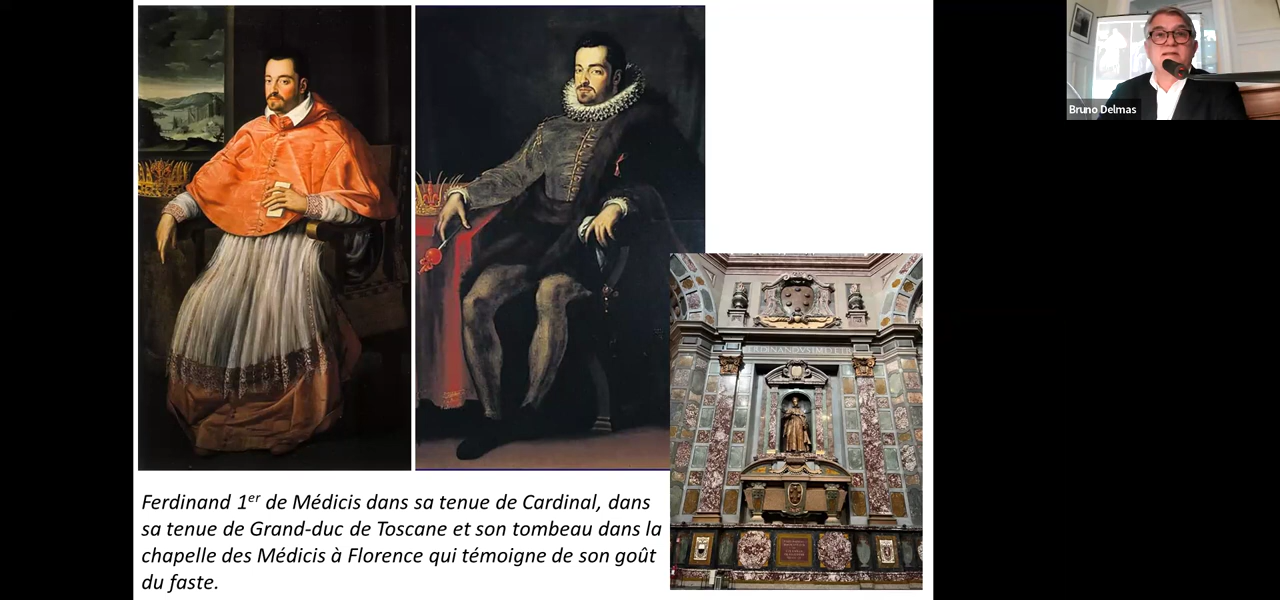 Bruno Delmas
FERDINANDVS
Ferdinand 1er de Médicis dans sa tenue de Cardinal, dans
sa tenue de Grand-duc de Toscane et son tombeau dans la
chapelle des Médicis à Florence qui témoigne de son goût
du faste.